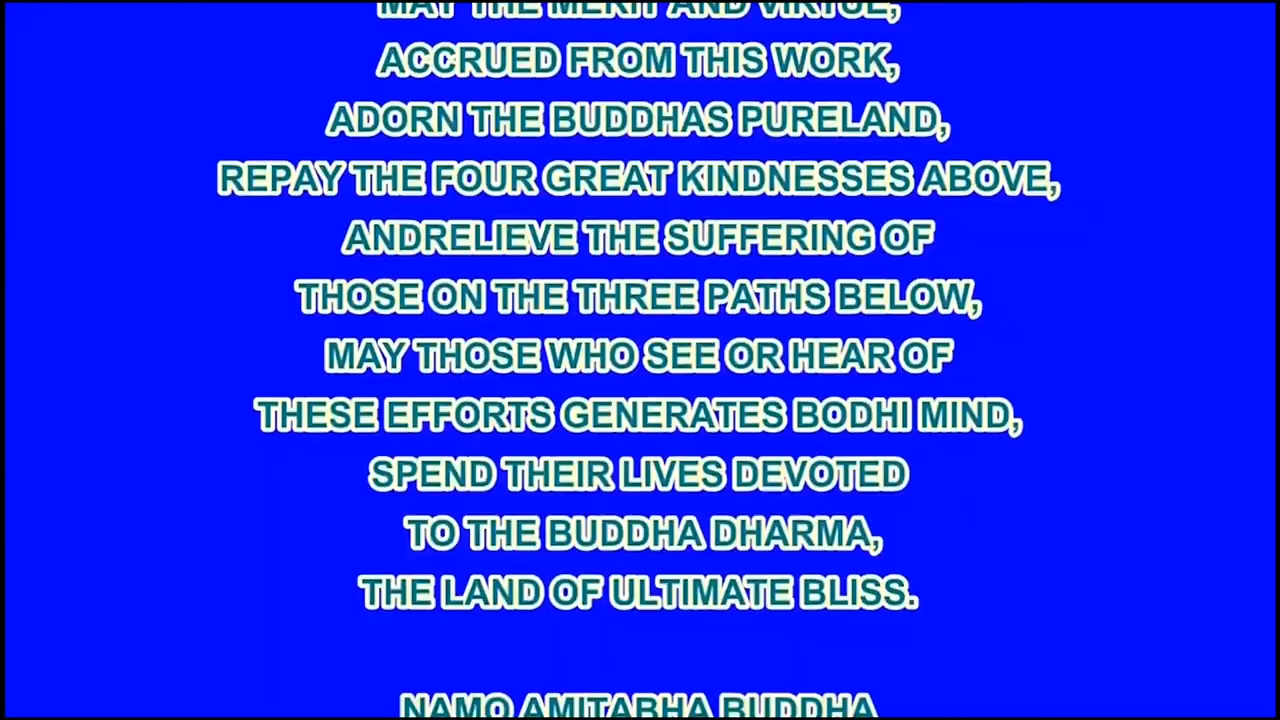 MAY THE MERIT AND VIRTUE,
ACCRUED FROM THIS WORK,
ADORN THE BUDDHAS PURELAND,
REPAY THE FOUR GREAT KINDNESSES ABOVE,
ANDRELIEVE THE SUFFERING OF
THOSE ON THE THREE PATHS BELOW,
MAY THOSE WHO SEE OR HEAR OF
THESE EFFORTS GENERATES BODHI MIND,
SPEND THEIR LIVES DEVOTED
TO THE BUDDHA DHARMA,
THE LAND OF ULTIMATE BLISS.
NAMO AMITABHA BUDDHA